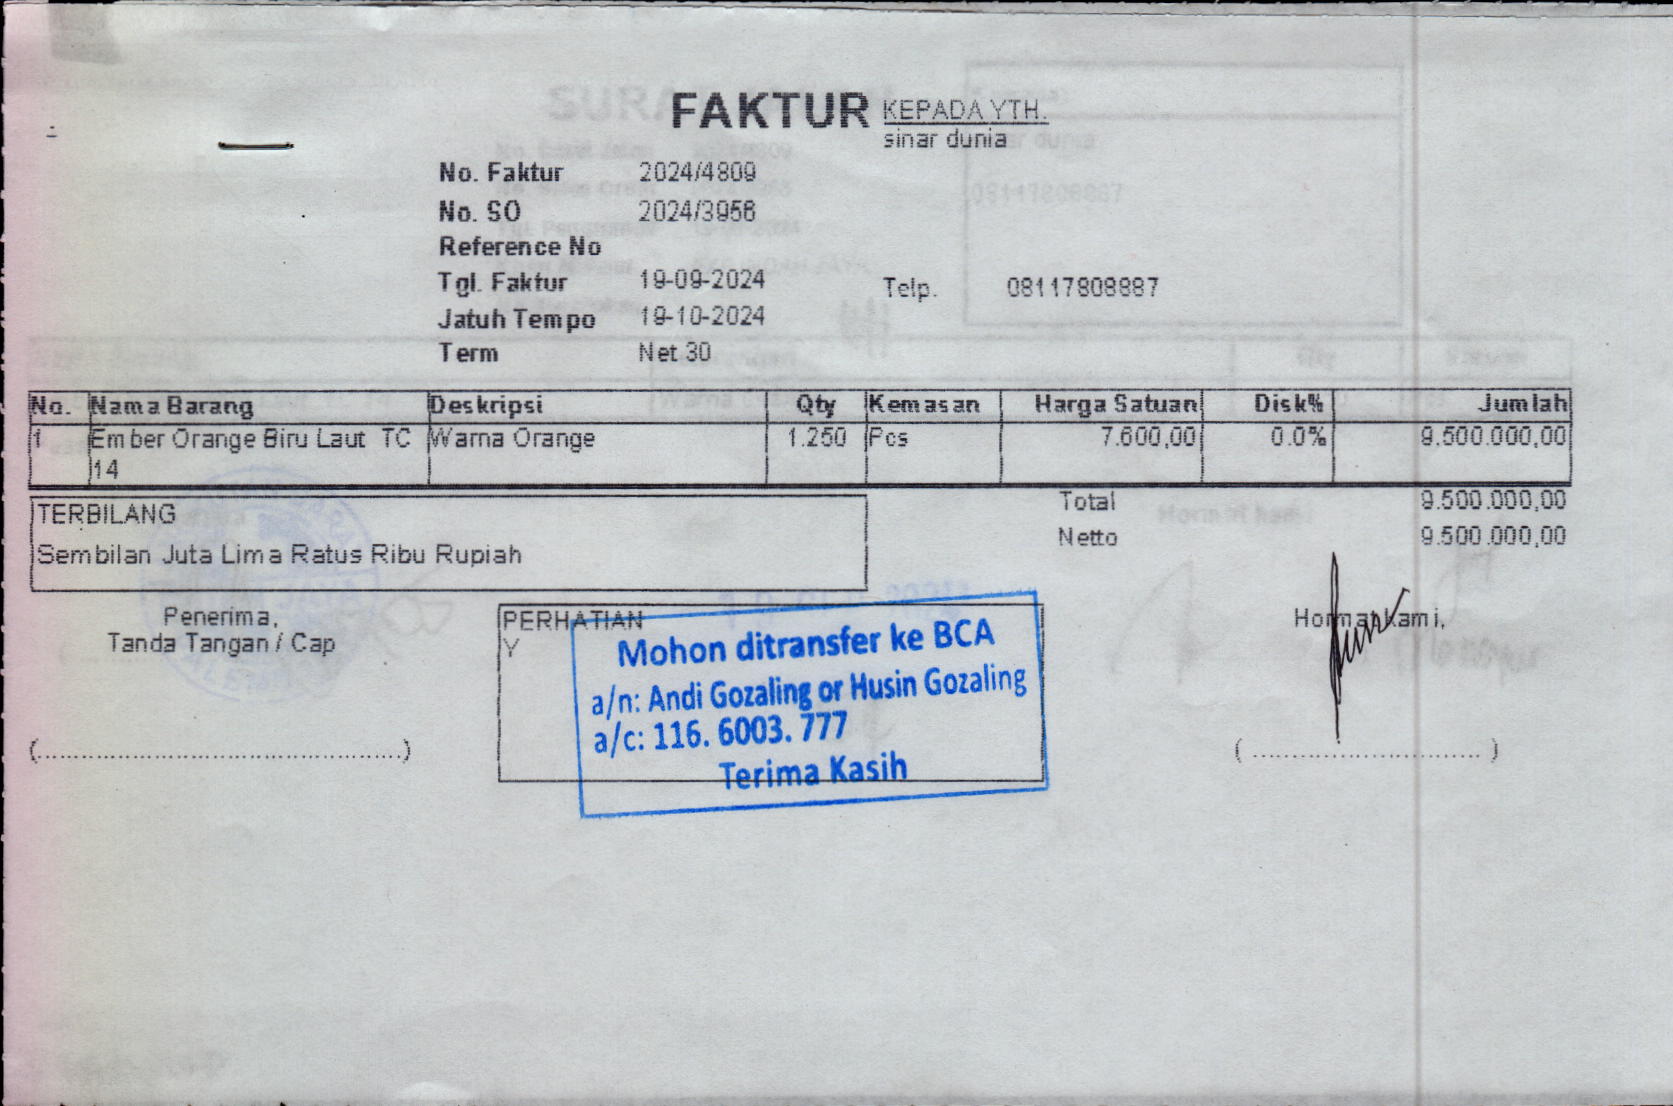 FAKTUR
KEPADA YTH.
sinar dunia
No. Faktur 2024/4809
No. SO 2024/3956
Reference No
Tgl. Faktur 19-09-2024
Telp. 08117808887
Jatuh Tempo 19-10-2024
Term Net 30
No. Nama Barang Deskripsi Qty Kemasan Harga Satuan Disk% Jumlah
1 Ember Orange Biru Laut TC Warna Orange 1.250 Pcs 7.600,00 0.0% 9.500.000,00
14
TERBILANG
Sembilan Juta Lima Ratus Ribu Rupiah
Total 9.500.000,00
Netto 9.500.000,00
Penerima,
Tanda Tangan / Cap
(............................................)
PERHATIAN
Y
Mohon ditransfer ke BCA
a/n: Andi Gozaling or Husin Gozaling
a/c: 116. 6003. 777
Terima Kasih
Hormat kami,
( ............................ )